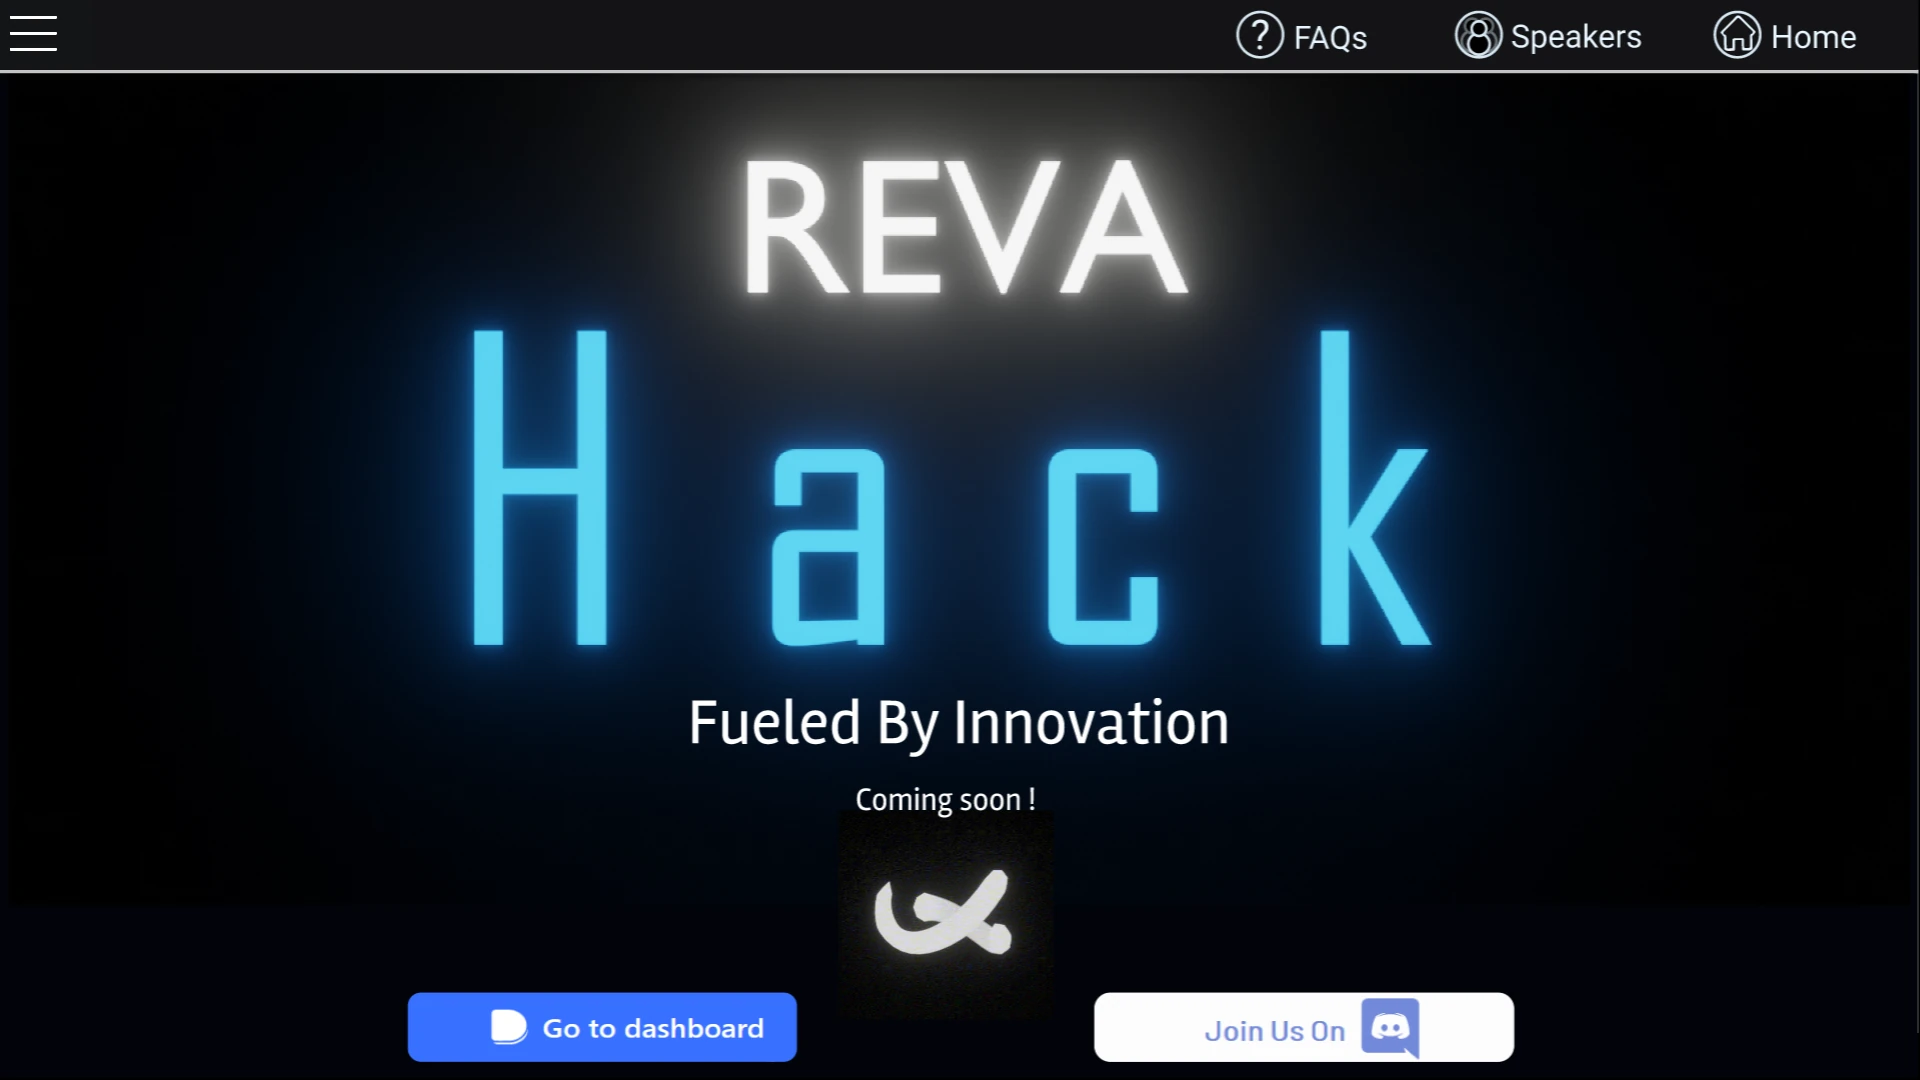 FAQs
Speakers
Home
REVA
Hack
Fueled By Innovation
Coming soon !
Go to dashboard
Join Us On